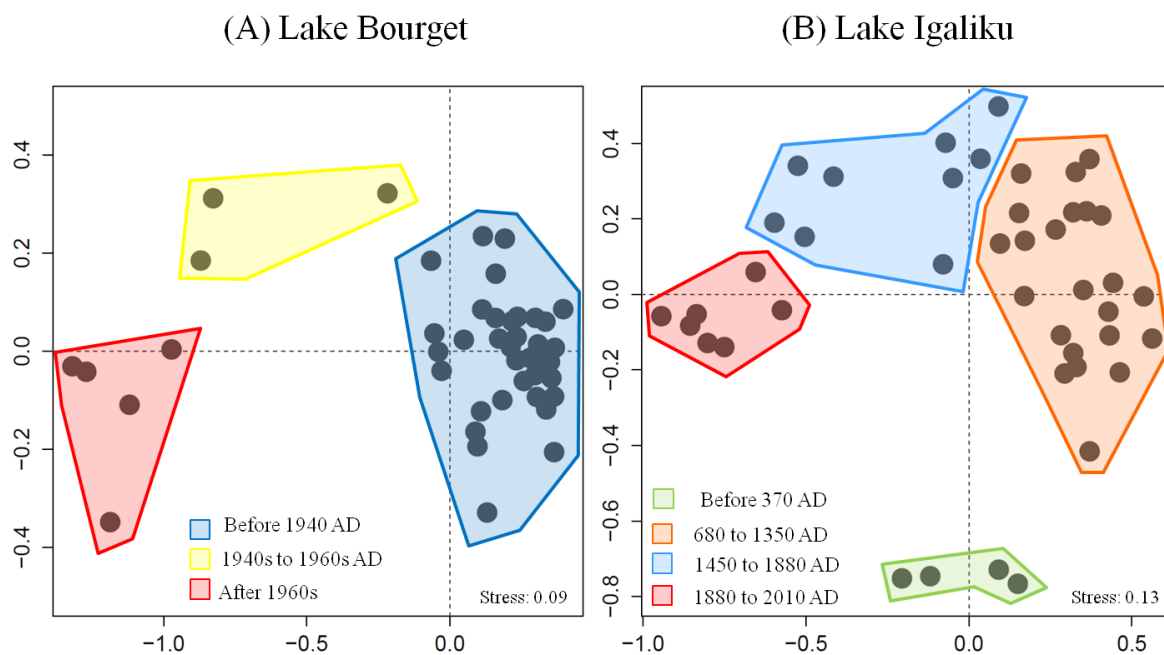 (A) Lake Bourget
(B) Lake Igaliku
0.4
0.2
0.0
−0.2
−0.4
Before 1940 AD
1940s to 1960s AD
After 1960s
Stress: 0.09
−1.0
−0.5
0.0
0.4
0.2
0.0
−0.2
−0.4
−0.6
−0.8
Before 370 AD
680 to 1350 AD
1450 to 1880 AD
1880 to 2010 AD
Stress: 0.13
−1.0
−0.5
0.0
0.5